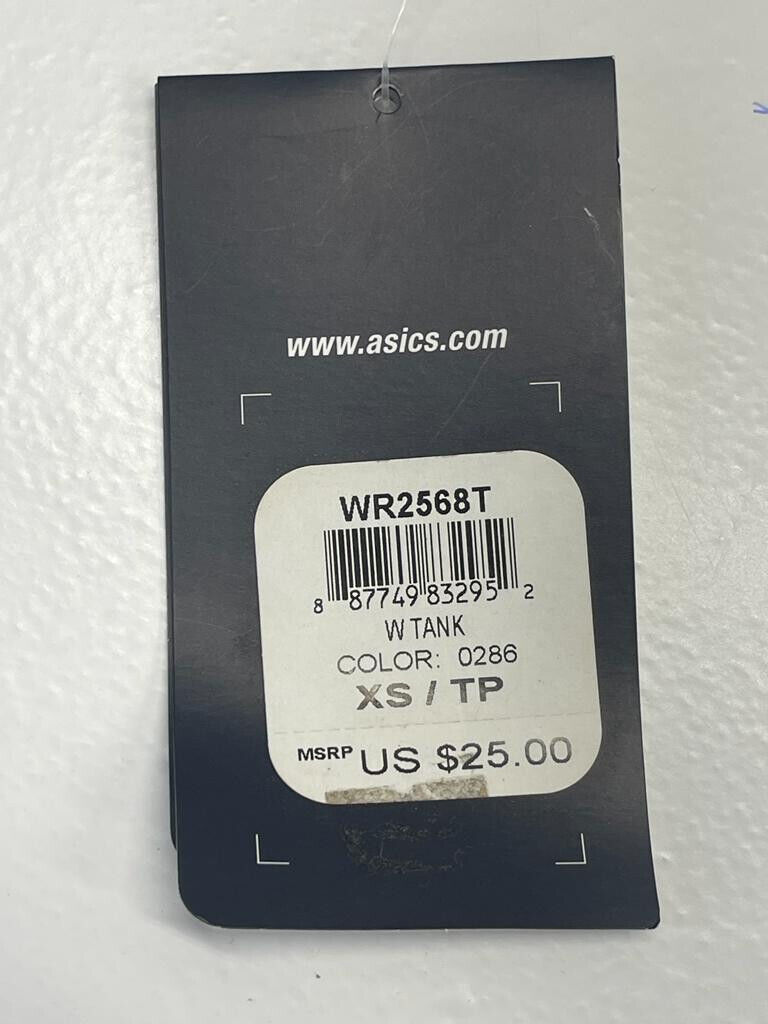 www.asics.com
WR2568T
8 87749 83295 2
W TANK
COLOR: 0286
XS / TP
MSRP US $25.00